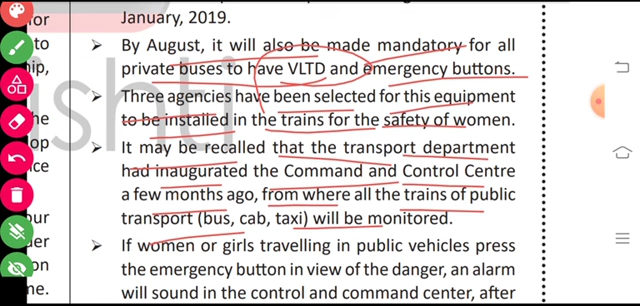 for
January, 2019.
to
➤ By August, it will also be made mandatory for all
private buses to have VLTD and emergency buttons.
➤ Three agencies have been selected for this equipment
to be installed in the trains for the safety of women.
➤ It may be recalled that the transport department
had inaugurated the Command and Control Centre
a few months ago, from where all the trains of public
transport (bus, cab, taxi) will be monitored.
➤ If women or girls travelling in public vehicles press
the emergency button in view of the danger, an alarm
on
will sound in the control and command center, after